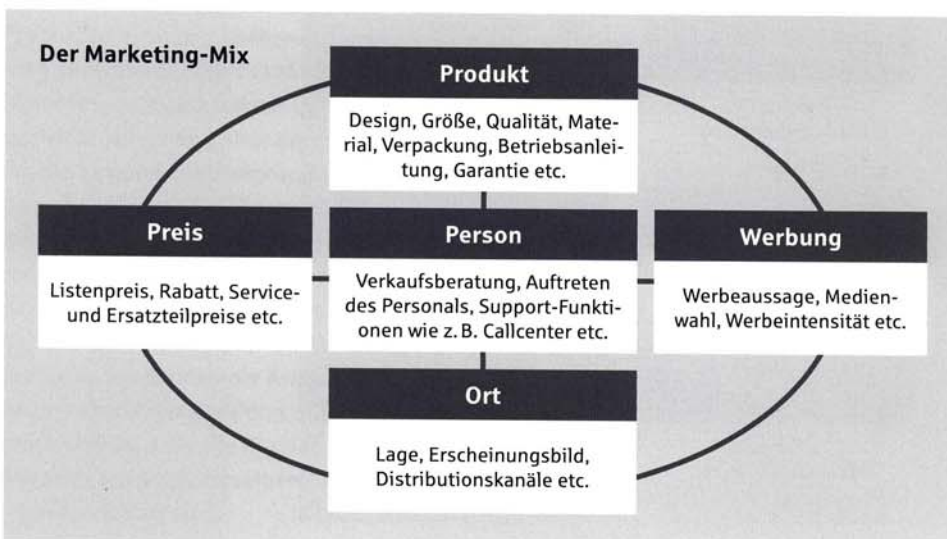 Der Marketing-Mix
Produkt
Design, Größe, Qualität, Mate-
rial, Verpackung, Betriebsanlei-
tung, Garantie etc.
Preis
Listenpreis, Rabatt, Service-
und Ersatzteilpreise etc.
Person
Verkaufsberatung, Auftreten
des Personals, Support-Funkti-
onen wie z. B. Callcenter etc.
Werbung
Werbeaussage, Medien-
wahl, Werbeintensität etc.
Ort
Lage, Erscheinungsbild,
Distributionskanäle etc.